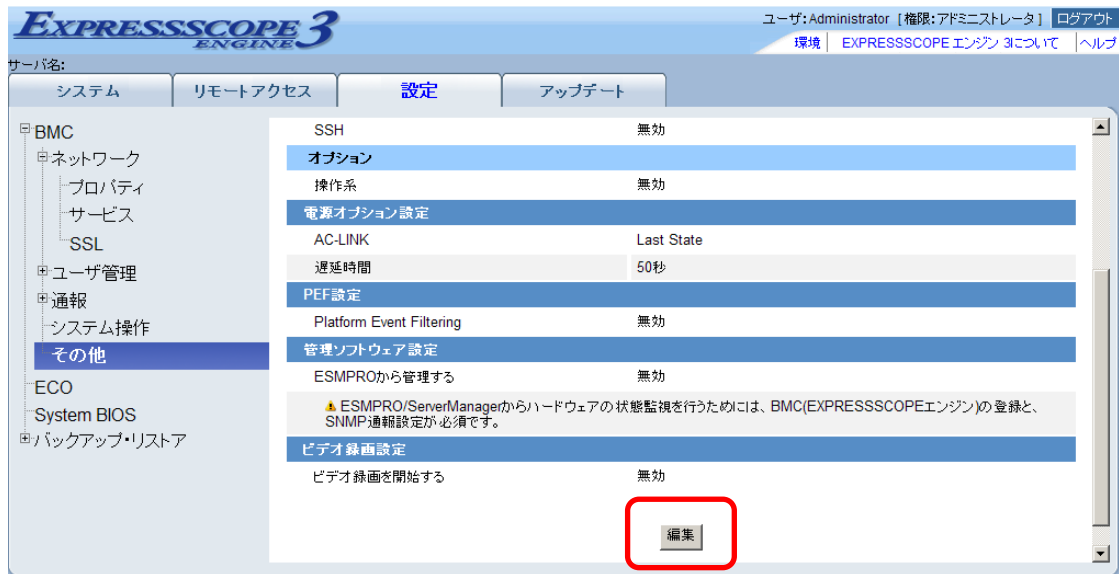 EXPRESSSCOPE 3
ENGINE
ユーザ:Administrator [権限:アドミニストレータ] ログアウト
環境 EXPRESSSCOPE エンジン 3について ヘルプ
サーバ名:
システム リモートアクセス 設定 アップデート
BMC
ネットワーク
プロパティ
サービス
SSL
ユーザ管理
通報
システム操作
その他
ECO
System BIOS
バックアップ・リストア
SSH 無効
オプション
操作系 無効
電源オプション設定
AC-LINK Last State
遅延時間 50秒
PEF設定
Platform Event Filtering 無効
管理ソフトウェア設定
ESMPROから管理する 無効
ESMPRO/ServerManagerからハードウェアの状態監視を行うためには、BMC(EXPRESSSCOPEエンジン)の登録と、
SNMP通報設定が必須です。
ビデオ録画設定
ビデオ録画を開始する 無効
編集